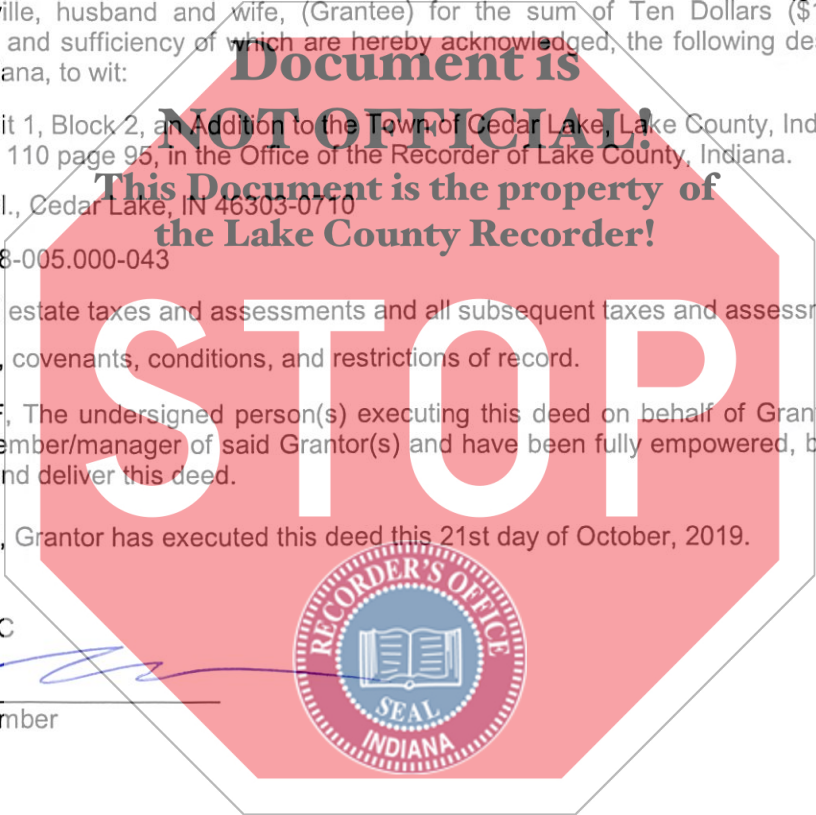 ille, husband and wife, (Grantee) for the sum of Ten Dollars ($
and sufficiency of which are hereby acknowledged, the following de
ana, to wit:
Document is
NOT OFFICIAL!
it 1, Block 2, an Addition to the Town of Cedar Lake, Lake County, Ind
110 page 95, in the Office of the Recorder of Lake County, Indiana.
This Document is the property of
l., Cedar Lake, IN 46303-0710
the Lake County Recorder!
8-005.000-043
estate taxes and assessments and all subsequent taxes and assessm
, covenants, conditions, and restrictions of record.
STOP
, The undersigned person(s) executing this deed on behalf of Gran
ember/manager of said Grantor(s) and have been fully empowered, b
nd deliver this deed.
, Grantor has executed this deed this 21st day of October, 2019.
C
mber
RECORDER'S OFFICE
SEAL
INDIANA